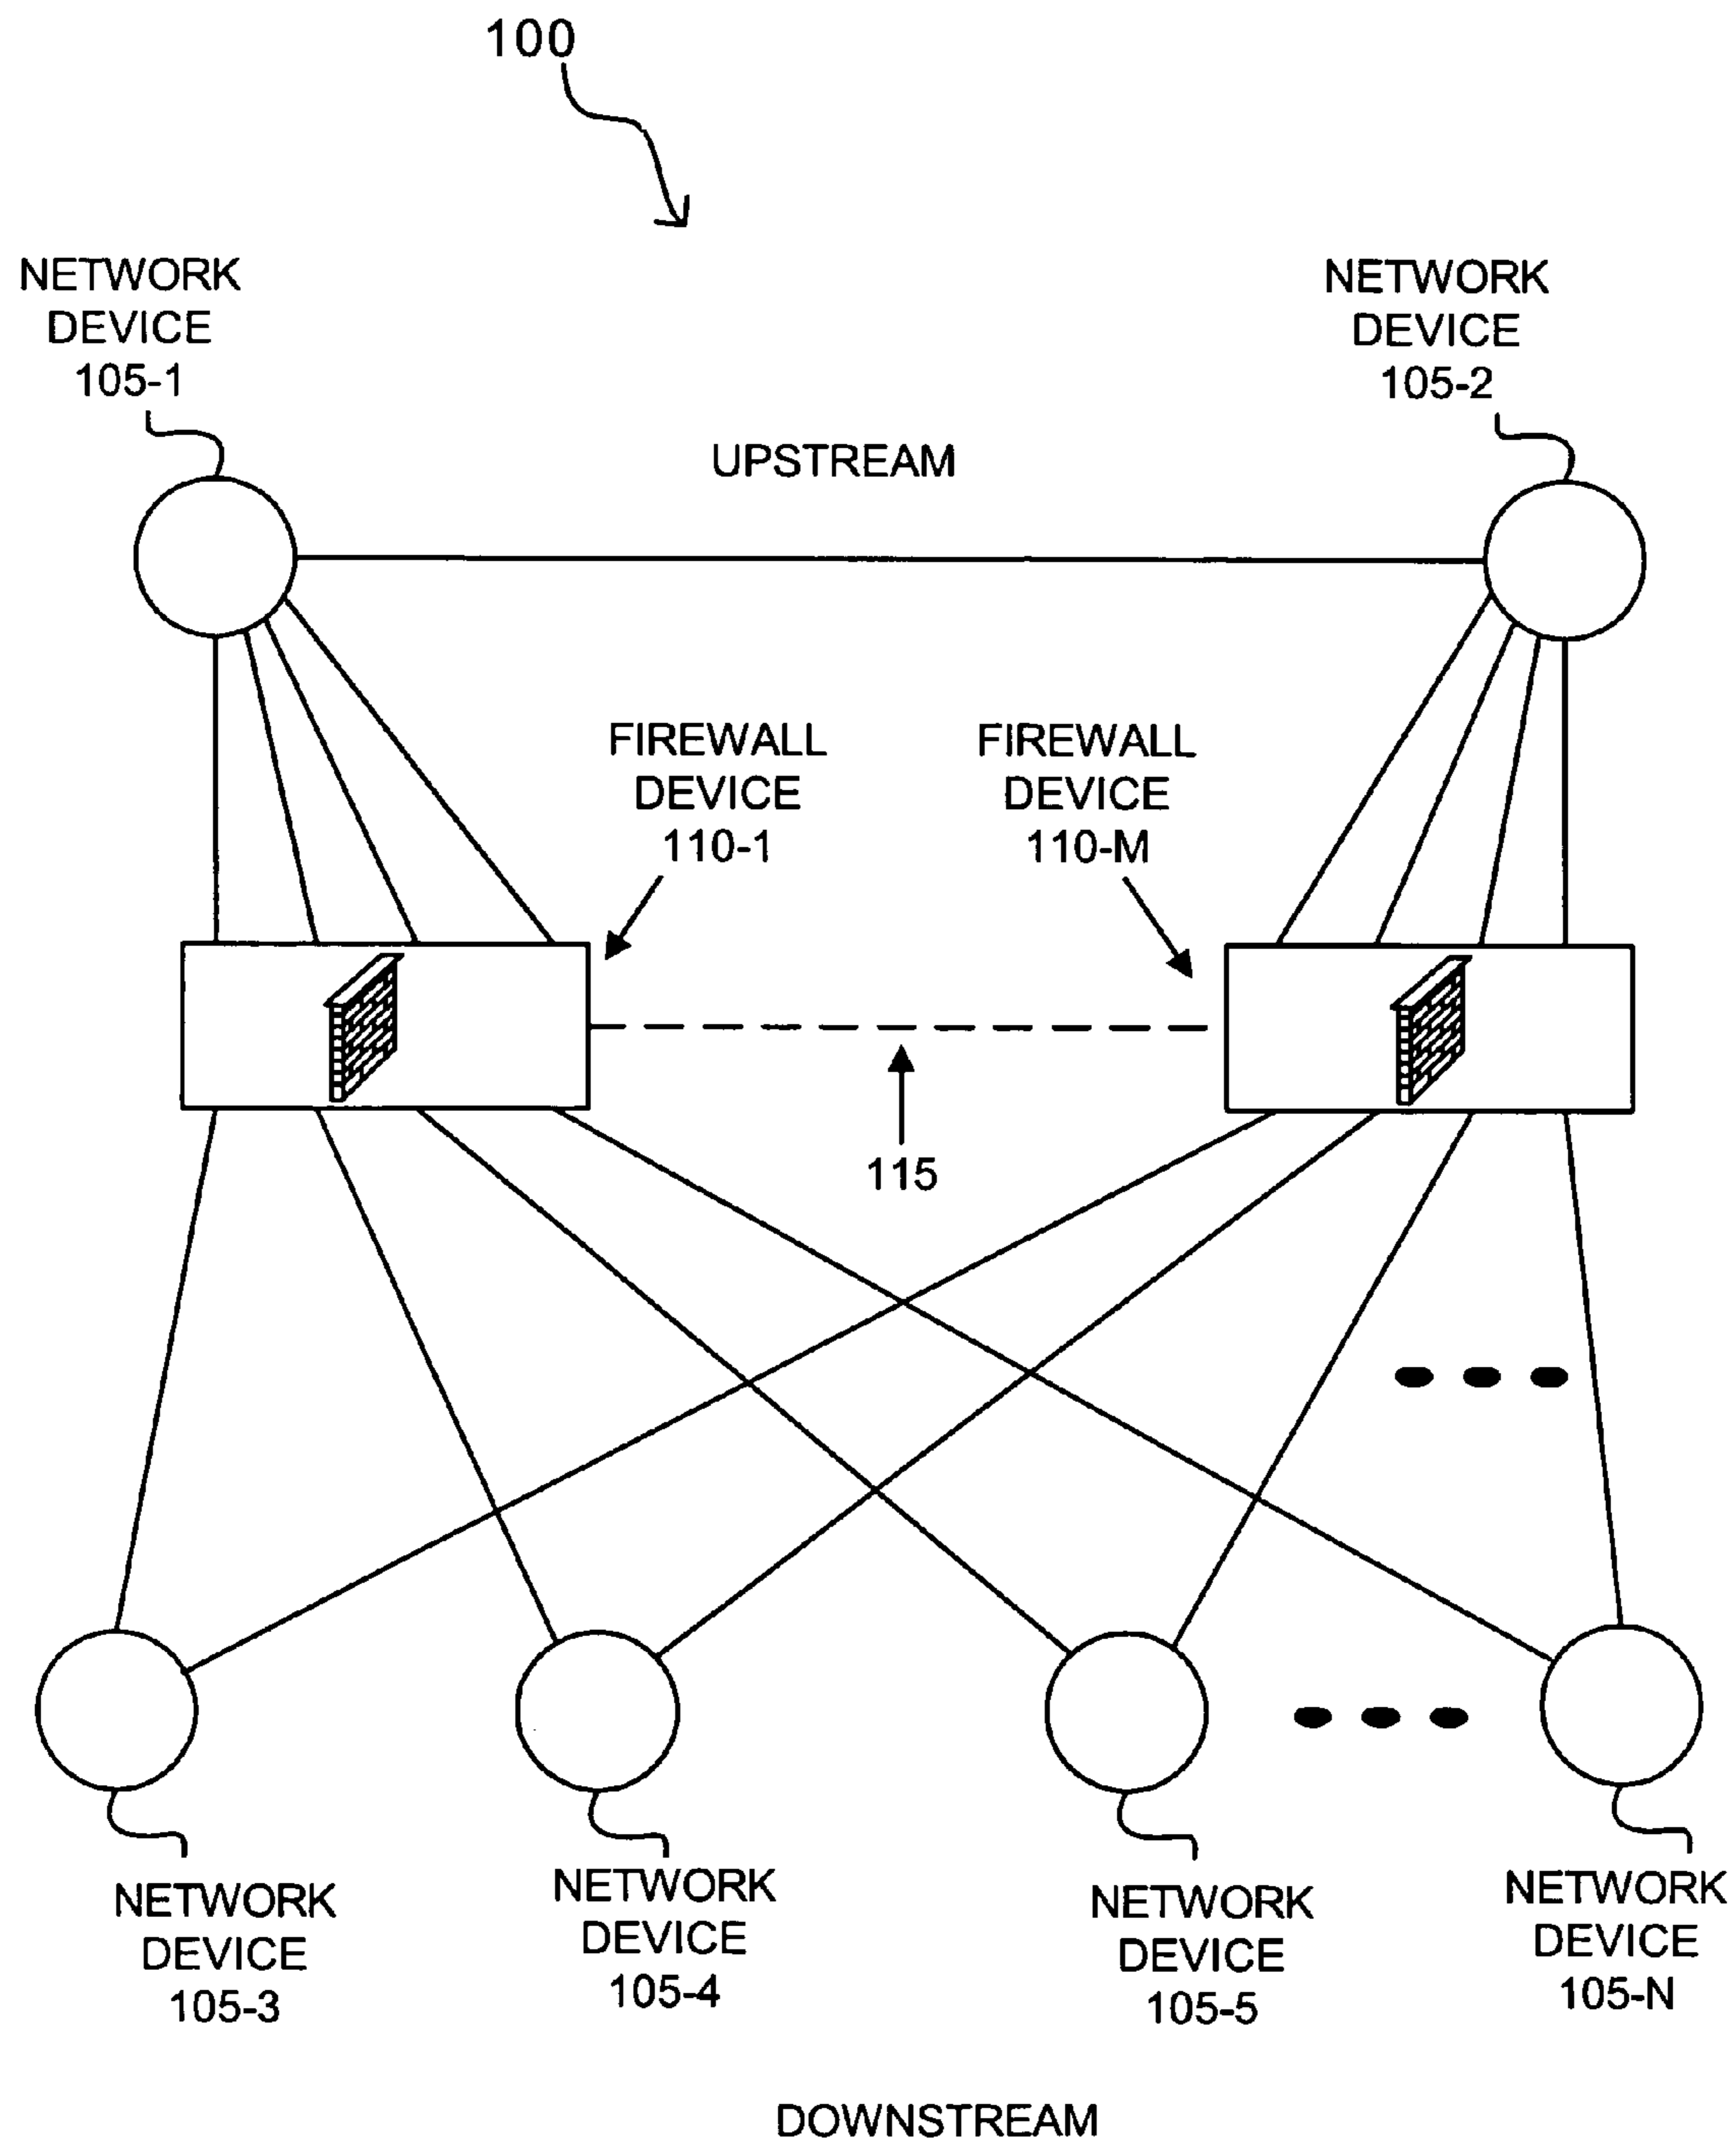 100
NETWORK
DEVICE
105-1
NETWORK
DEVICE
105-2
UPSTREAM
FIREWALL
DEVICE
110-1
FIREWALL
DEVICE
110-M
115
NETWORK
DEVICE
105-3
NETWORK
DEVICE
105-4
NETWORK
DEVICE
105-5
NETWORK
DEVICE
105-N
DOWNSTREAM